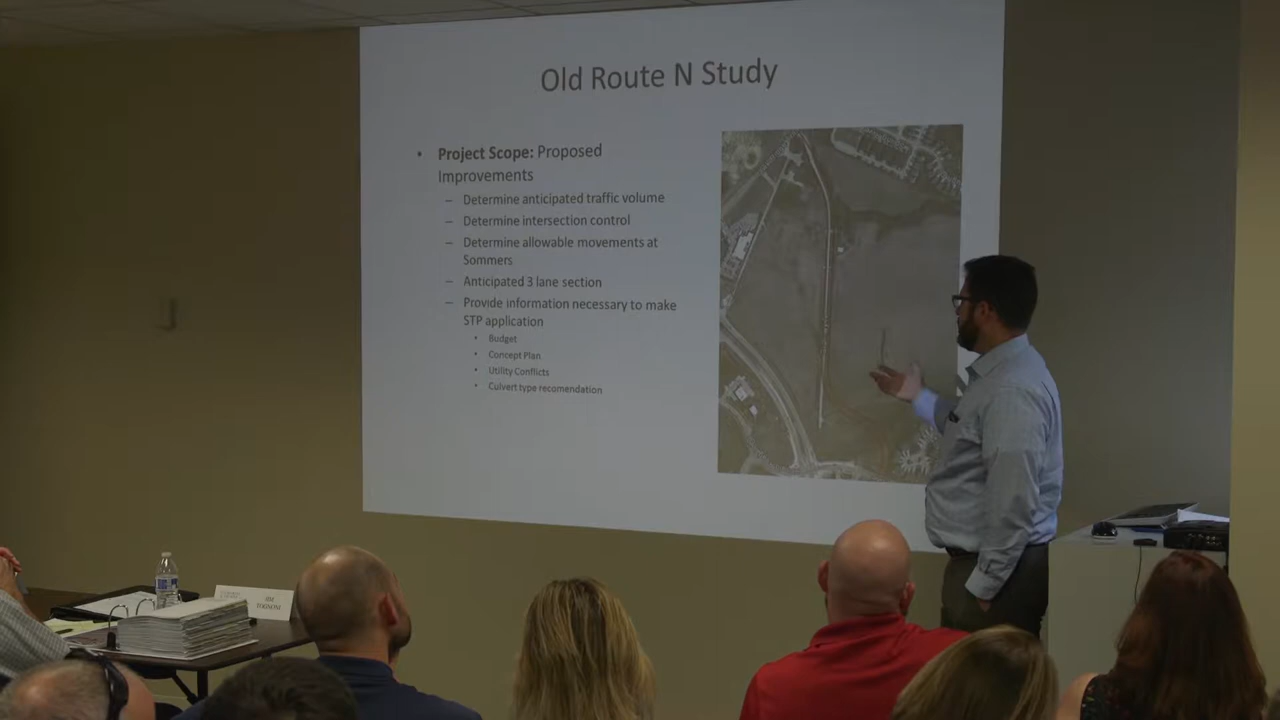 Old Route N Study
• Project Scope: Proposed
Improvements
– Determine anticipated traffic volume
– Determine intersection control
– Determine allowable movements at
Sommers
– Anticipated 3 lane section
– Provide information necessary to make
STP application
• Budget
• Concept Plan
• Utility Conflicts
• Culvert type recomendation